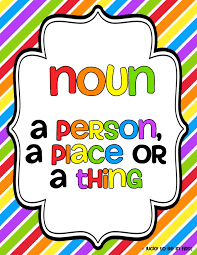 noun
a PERSON,
a PLACE OR
a THING